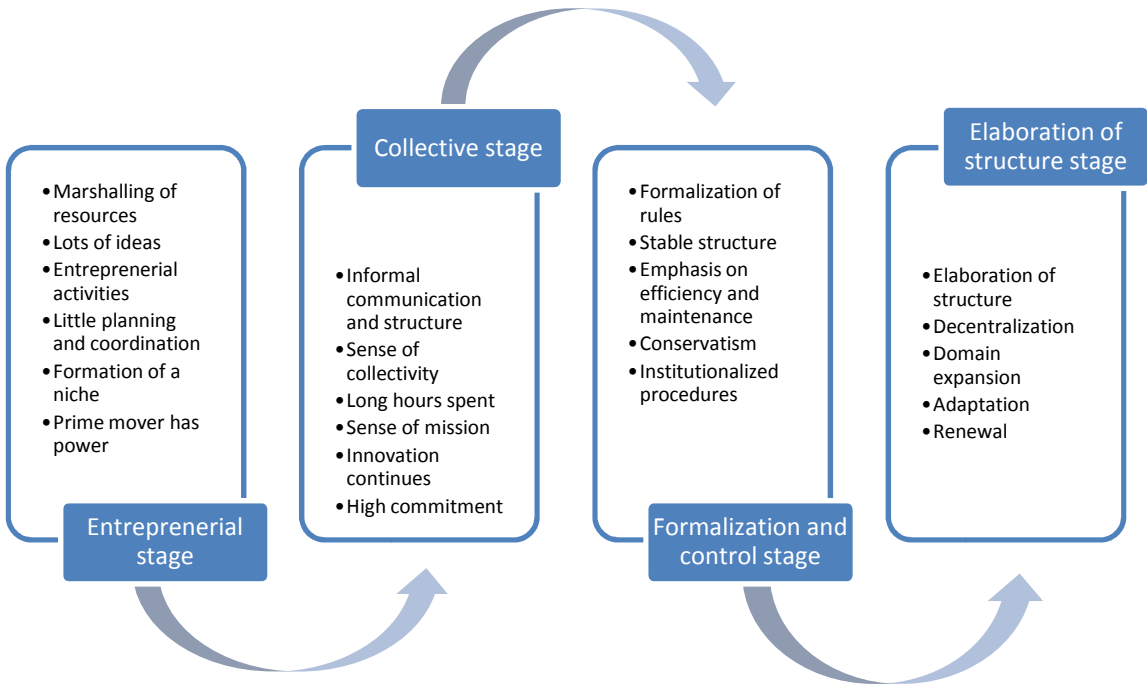 •Marshalling of
resources
•Lots of ideas
•Entreprenerial
activities
•Little planning
and coordination
•Formation of a
niche
•Prime mover has
power
Entreprenerial
stage
Collective stage
•Informal
communication
and structure
•Sense of
collectivity
•Long hours spent
•Sense of mission
•Innovation
continues
•High commitment
•Formalization of
rules
•Stable structure
•Emphasis on
efficiency and
maintenance
•Conservatism
•Institutionalized
procedures
Formalization and
control stage
Elaboration of
structure stage
•Elaboration of
structure
•Decentralization
•Domain
expansion
•Adaptation
•Renewal